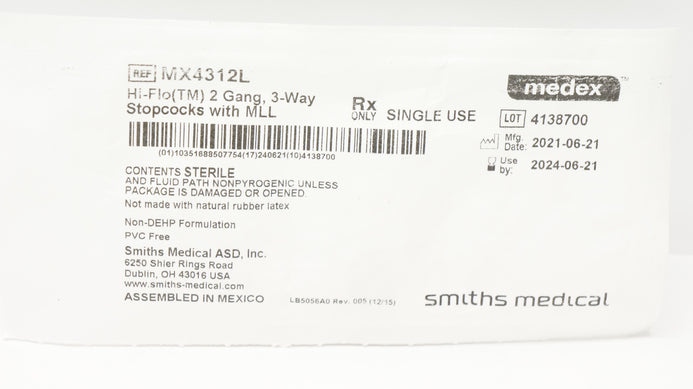 REF MX4312L
Hi-Flo(TM) 2 Gang, 3-Way
Stopcocks with MLL
Rx
ONLY
SINGLE USE
(01)10351688507754(17)240621(10)4138700
CONTENTS STERILE
AND FLUID PATH NONPYROGENIC UNLESS
PACKAGE IS DAMAGED OR OPENED.
Not made with natural rubber latex
Non-DEHP Formulation
PVC Free
Smiths Medical ASD, Inc.
6250 Shier Rings Road
Dublin, OH 43016 USA
www.smiths-medical.com
ASSEMBLED IN MEXICO
LB5056A0 Rev. 005 (12/15)
medex™
LOT 4138700
Mfg.
Date: 2021-06-21
Use
by: 2024-06-21
smiths medical